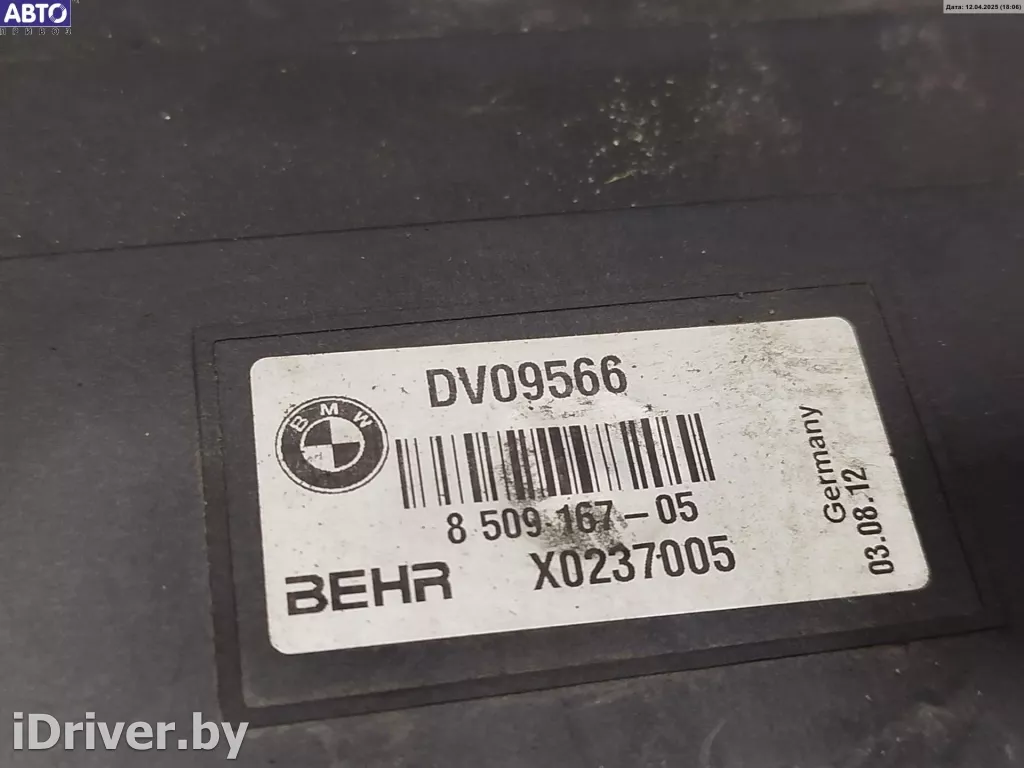 АВТО
ПРИВОЗ
Дата: 12.04.2025 (18:06)
DV09566
BMW
8 509 167-05
BEHR
X0237005
Germany
03.08.12
iDriver.by